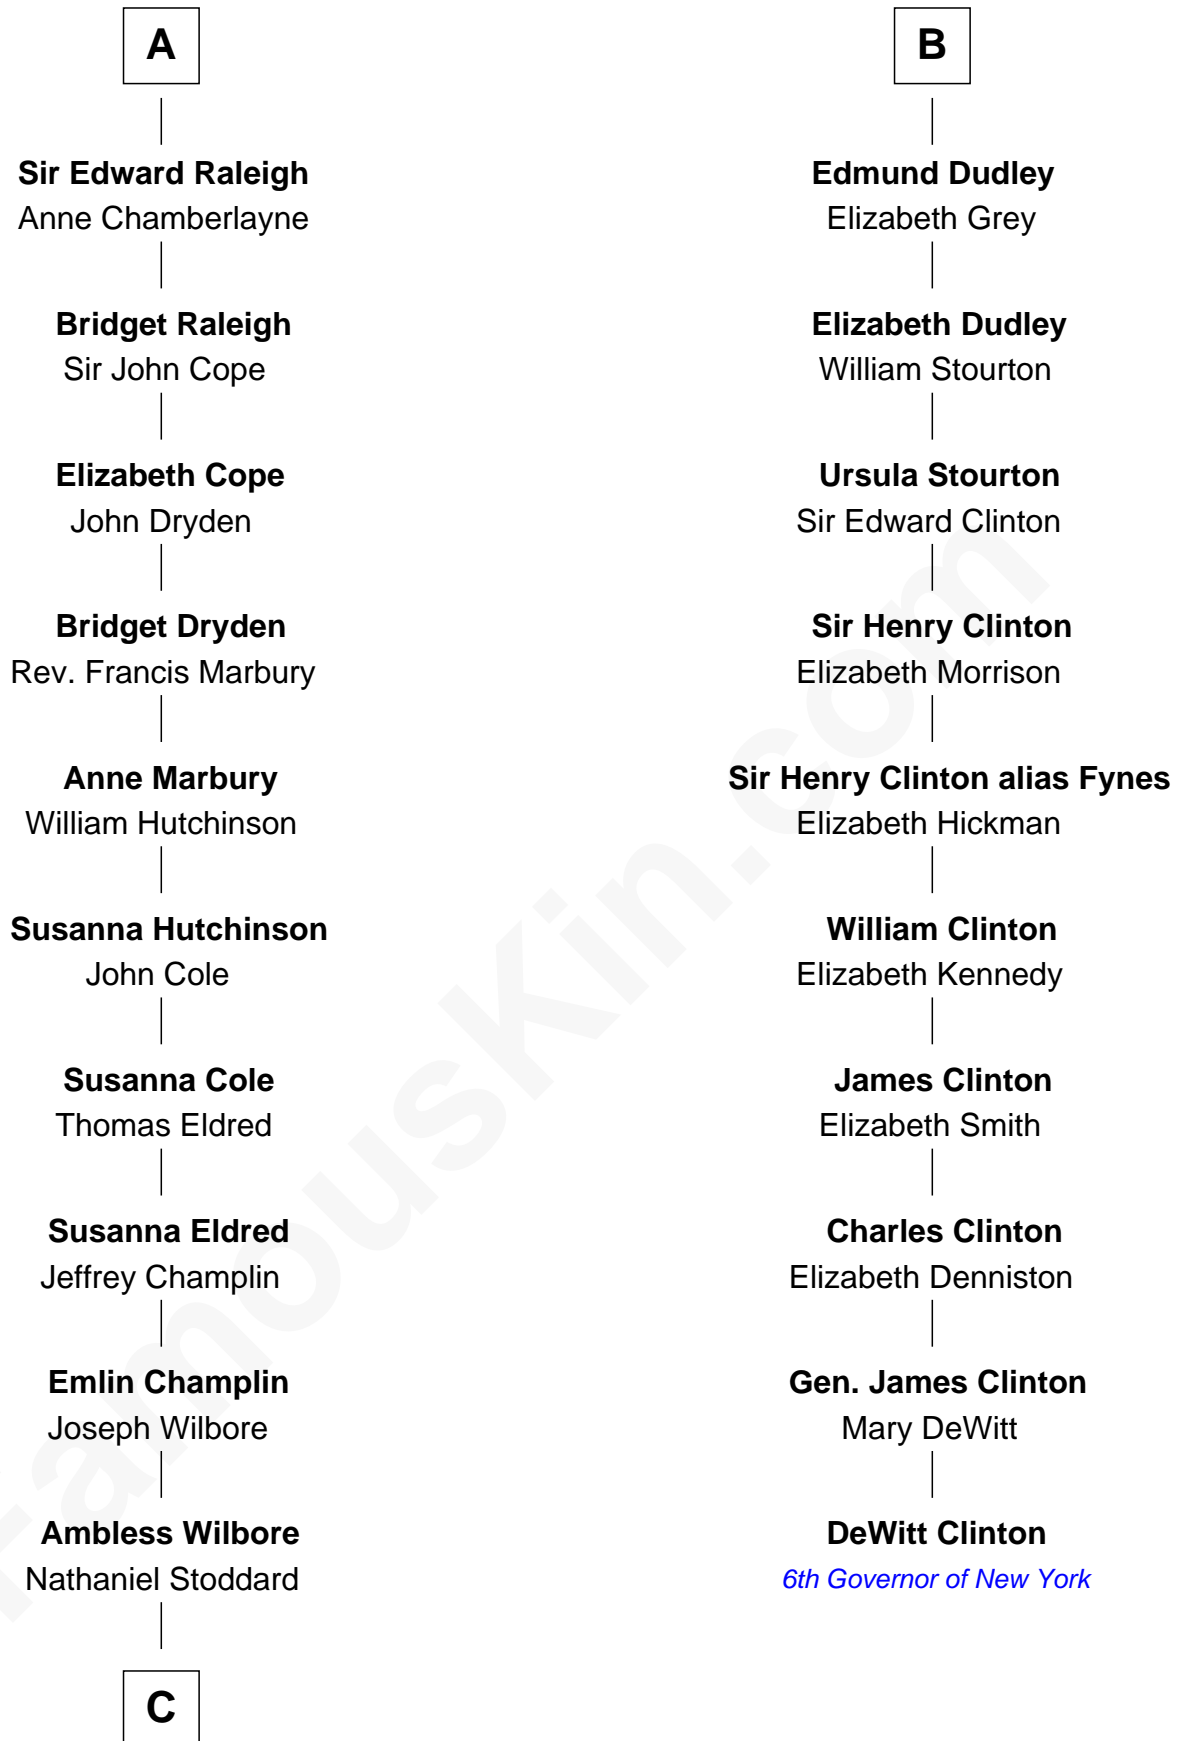 A
Sir Edward Raleigh
Anne Chamberlayne
Bridget Raleigh
Sir John Cope
Elizabeth Cope
John Dryden
Bridget Dryden
Rev. Francis Marbury
Anne Marbury
William Hutchinson
Susanna Hutchinson
John Cole
Susanna Cole
Thomas Eldred
Susanna Eldred
Jeffrey Champlin
Emlin Champlin
Joseph Wilbore
Ambless Wilbore
Nathaniel Stoddard
C
B
Edmund Dudley
Elizabeth Grey
Elizabeth Dudley
William Stourton
Ursula Stourton
Sir Edward Clinton
Sir Henry Clinton
Elizabeth Morrison
Sir Henry Clinton alias Fynes
Elizabeth Hickman
William Clinton
Elizabeth Kennedy
James Clinton
Elizabeth Smith
Charles Clinton
Elizabeth Denniston
Gen. James Clinton
Mary DeWitt
DeWitt Clinton
6th Governor of New York
FamousKin.com